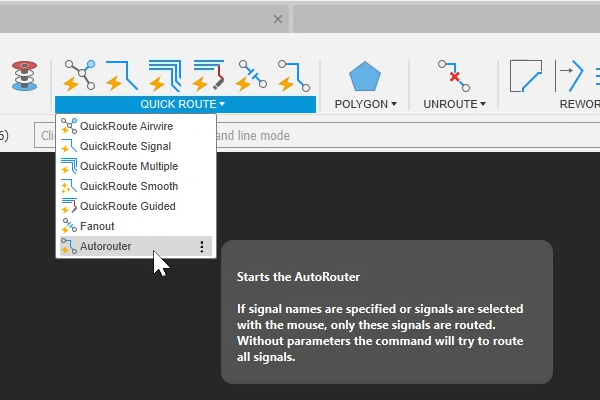 QUICK ROUTE
POLYGON
UNROUTE
REWOR
6)
Cli
and line mode
QuickRoute Airwire
QuickRoute Signal
QuickRoute Multiple
QuickRoute Smooth
QuickRoute Guided
Fanout
Autorouter
Starts the AutoRouter
If signal names are specified or signals are selected
with the mouse, only these signals are routed.
Without parameters the command will try to route
all signals.